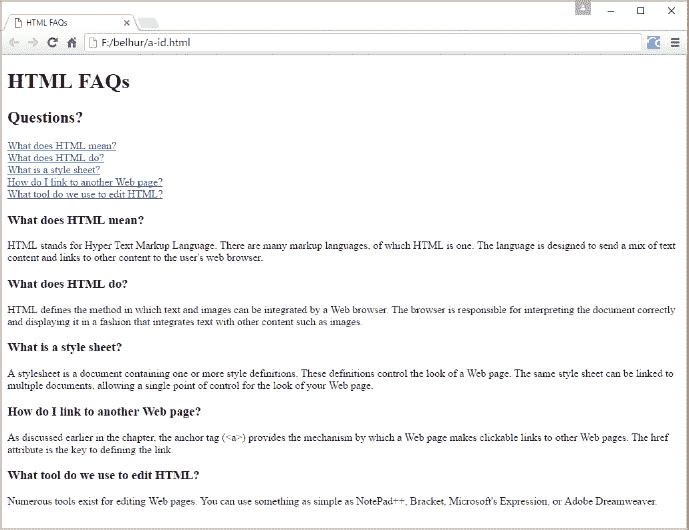 HTML FAQs
F:/belhur/a-id.html
HTML FAQs
Questions?
What does HTML mean?
What does HTML do?
What is a style sheet?
How do I link to another Web page?
What tool do we use to edit HTML?
What does HTML mean?
HTML stands for Hyper Text Markup Language. There are many markup languages, of which HTML is one. The language is designed to send a mix of text
content and links to other content to the user's web browser.
What does HTML do?
HTML defines the method in which text and images can be integrated by a Web browser. The browser is responsible for interpreting the document correctly
and displaying it in a fashion that integrates text with other content such as images.
What is a style sheet?
A stylesheet is a document containing one or more style definitions. These definitions control the look of a Web page. The same style sheet can be linked to
multiple documents, allowing a single point of control for the look of your Web page.
How do I link to another Web page?
As discussed earlier in the chapter, the anchor tag (<a>) provides the mechanism by which a Web page makes clickable links to other Web pages. The href
attribute is the key to defining the link.
What tool do we use to edit HTML?
Numerous tools exist for editing Web pages. You can use something as simple as NotePad++, Bracket, Microsoft's Expression, or Adobe Dreamweaver.